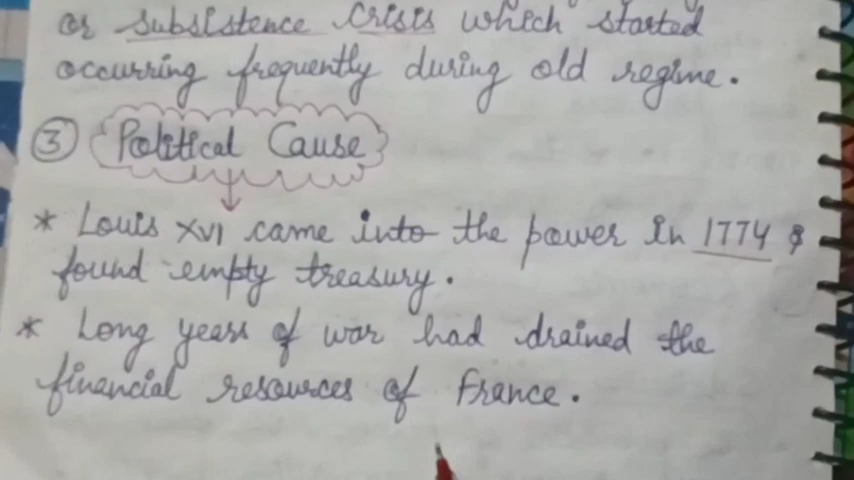 or subsistence crisis which started
occurring frequently during old regime.
③ Political Cause
* Louis XVI came into the power in 1774 &
found empty treasury.
* Long years of war had drained the
financial resources of France.